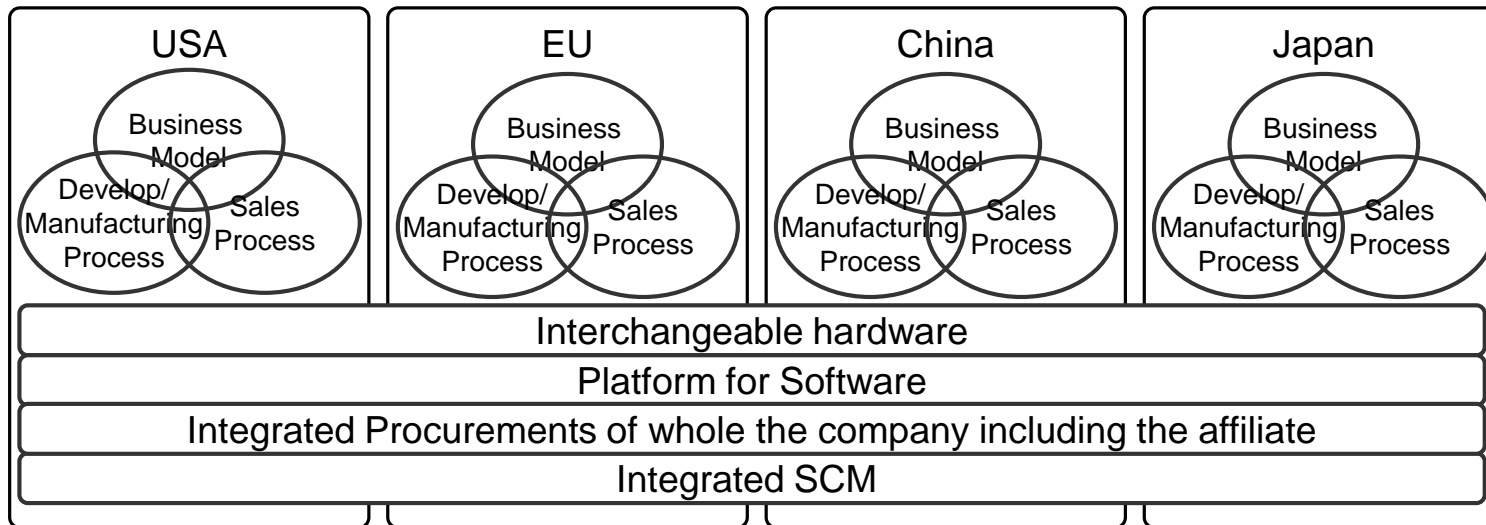 USA
Business
Model
Develop/
Manufacturing
Process
Sales
Process
EU
Business
Model
Develop/
Manufacturing
Process
Sales
Process
China
Business
Model
Develop/
Manufacturing
Process
Sales
Process
Japan
Business
Model
Develop/
Manufacturing
Process
Sales
Process
Interchangeable hardware
Platform for Software
Integrated Procurements of whole the company including the affiliate
Integrated SCM